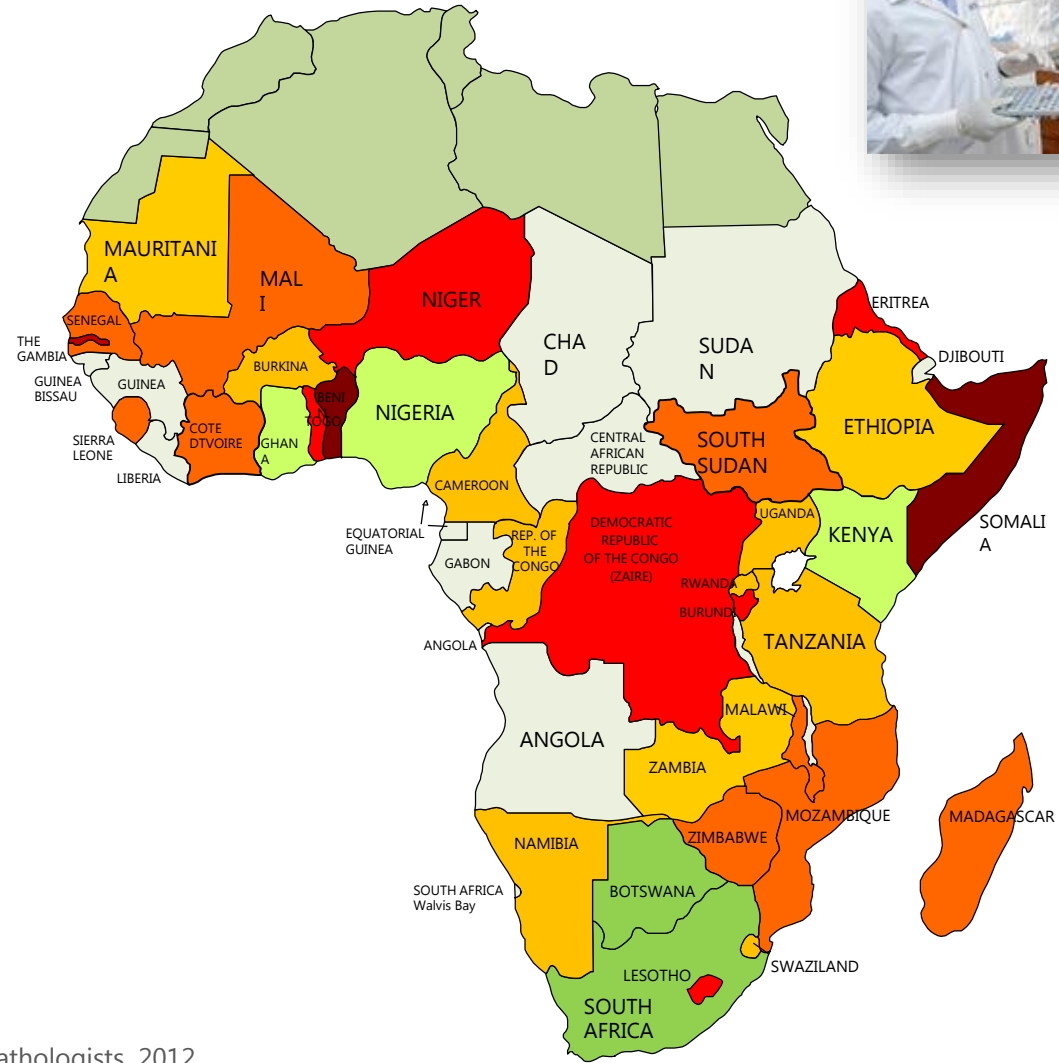 MAURITANI
A
MAL
I
NIGER
CHA
D
SUDA
N
ERITREA
DJIBOUTI
SENEGAL
THE
GAMBIA
GUINEA
BISSAU
GUINEA
BURKINA
BENI
N
TOGO
NIGERIA
COTE
DTVOIRE
GHAN
A
SIERRA
LEONE
LIBERIA
CAMEROON
CENTRAL
AFRICAN
REPUBLIC
SOUTH
SUDAN
ETHIOPIA
SOMALI
A
EQUATORIAL
GUINEA
GABON
REP. OF
THE
CONGO
DEMOCRATIC
REPUBLIC
OF THE CONGO
(ZAIRE)
UGANDA
KENYA
RWANDA
BURUNDI
TANZANIA
ANGOLA
ANGOLA
MALAWI
ZAMBIA
MOZAMBIQUE
MADAGASCAR
ZIMBABWE
NAMIBIA
BOTSWANA
SOUTH AFRICA
Walvis Bay
SWAZILAND
LESOTHO
SOUTH
AFRICA
athologists, 2012